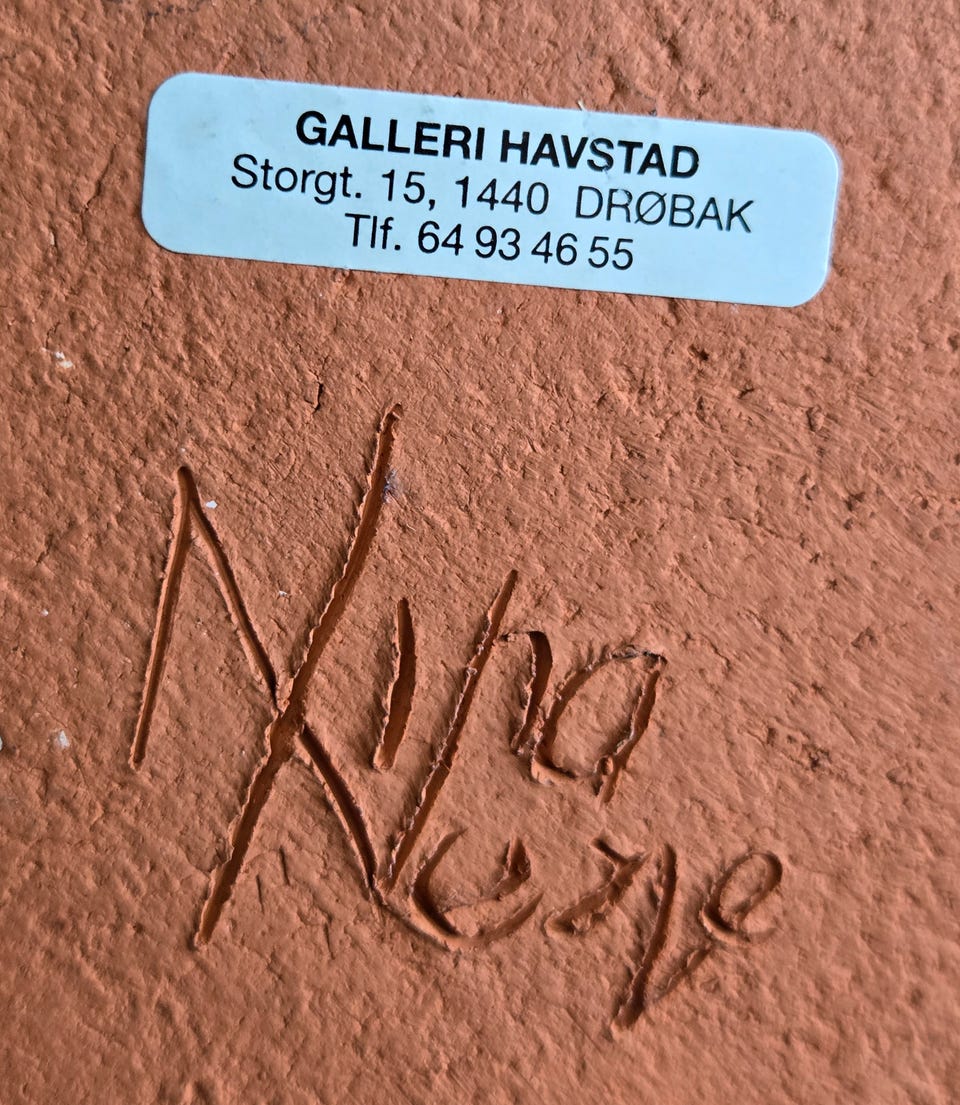 GALLERI HAVSTAD
Storgt. 15, 1440 DRØBAK
Tlf. 64 93 46 55
Nina